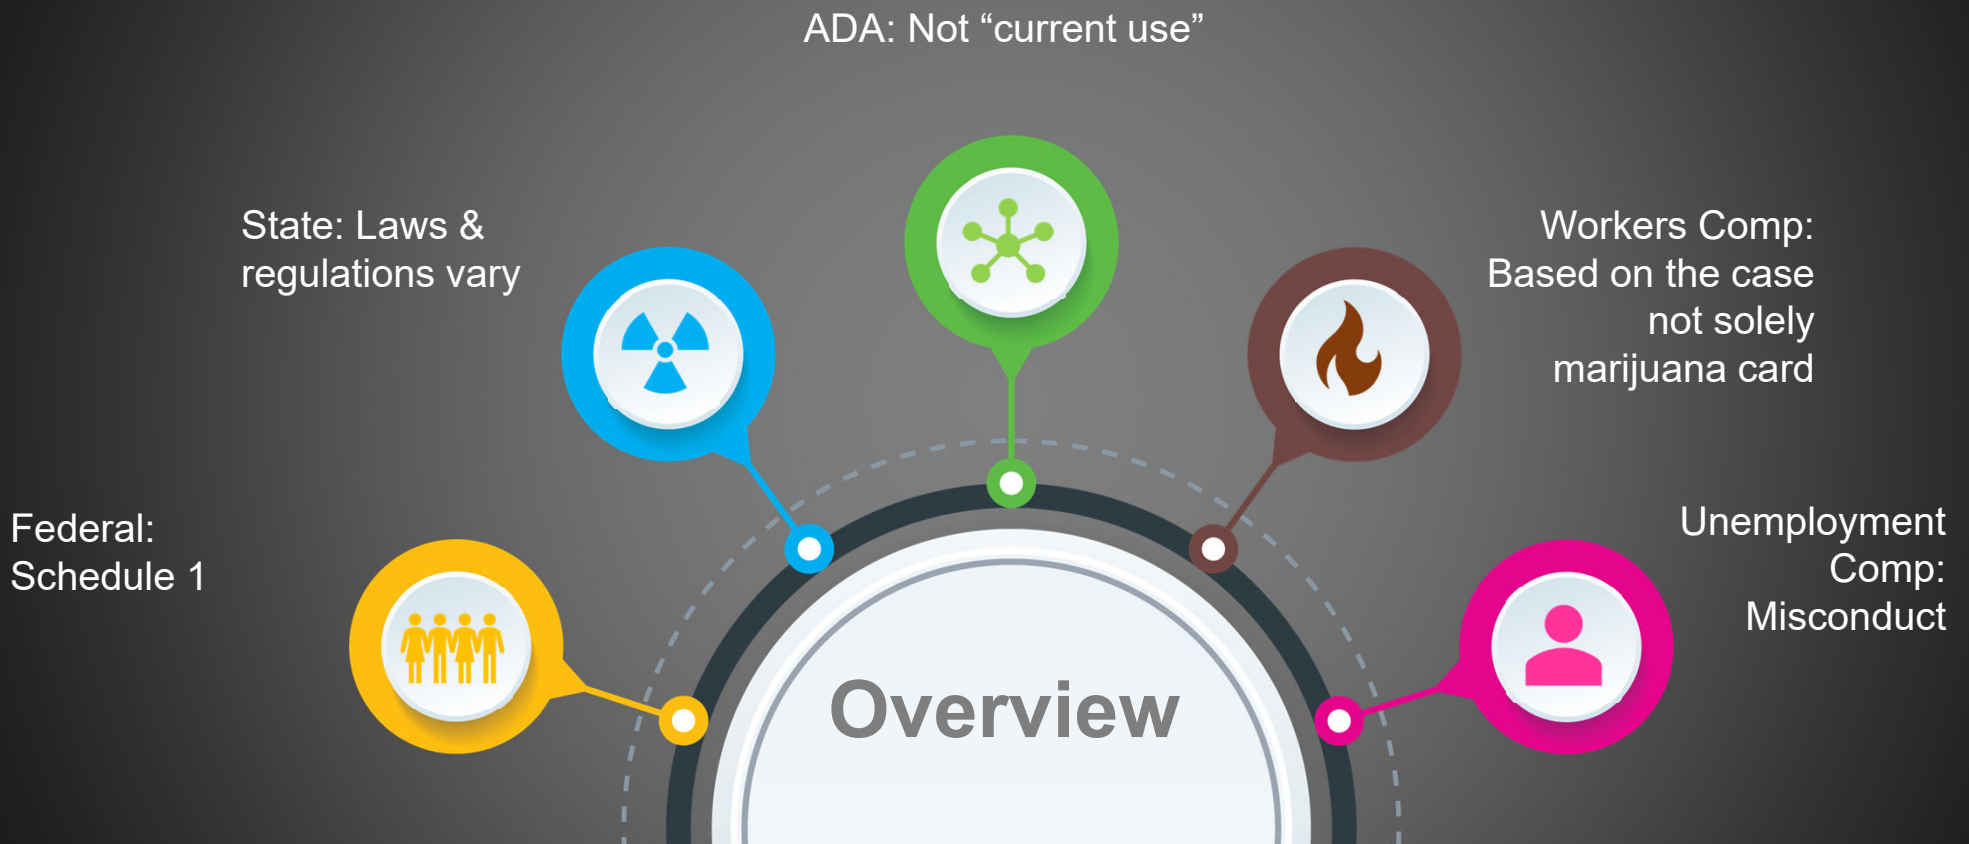 ADA: Not “current use”
State: Laws &
regulations vary
Workers Comp:
Based on the case
not solely
marijuana card
Federal:
Schedule 1
Unemployment
Comp:
Misconduct
Overview